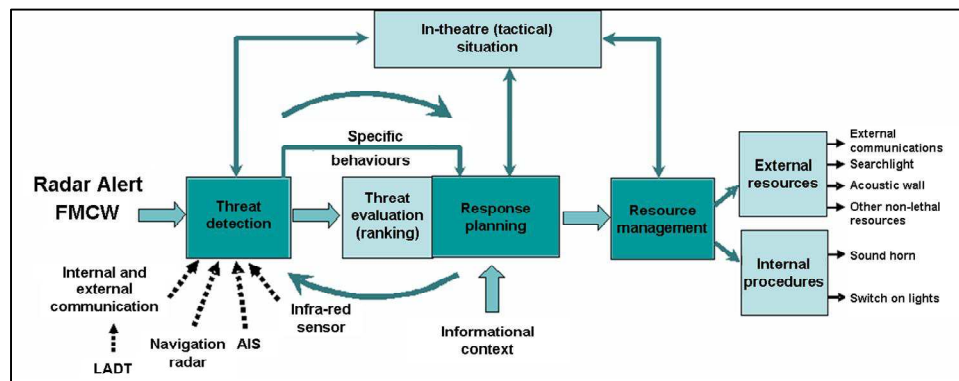 In-theatre (tactical)
situation
Specific
behaviours
Radar Alert
FMCW
Threat
detection
Threat
evaluation
(ranking)
Response
planning
Resource
management
External
resources
External
communications
Searchlight
Acoustic wall
Other non-lethal
resources
Internal
procedures
Sound horn
Switch on lights
Internal and
external
communication
LADT
Navigation
radar
AIS
Infra-red
sensor
Informational
context